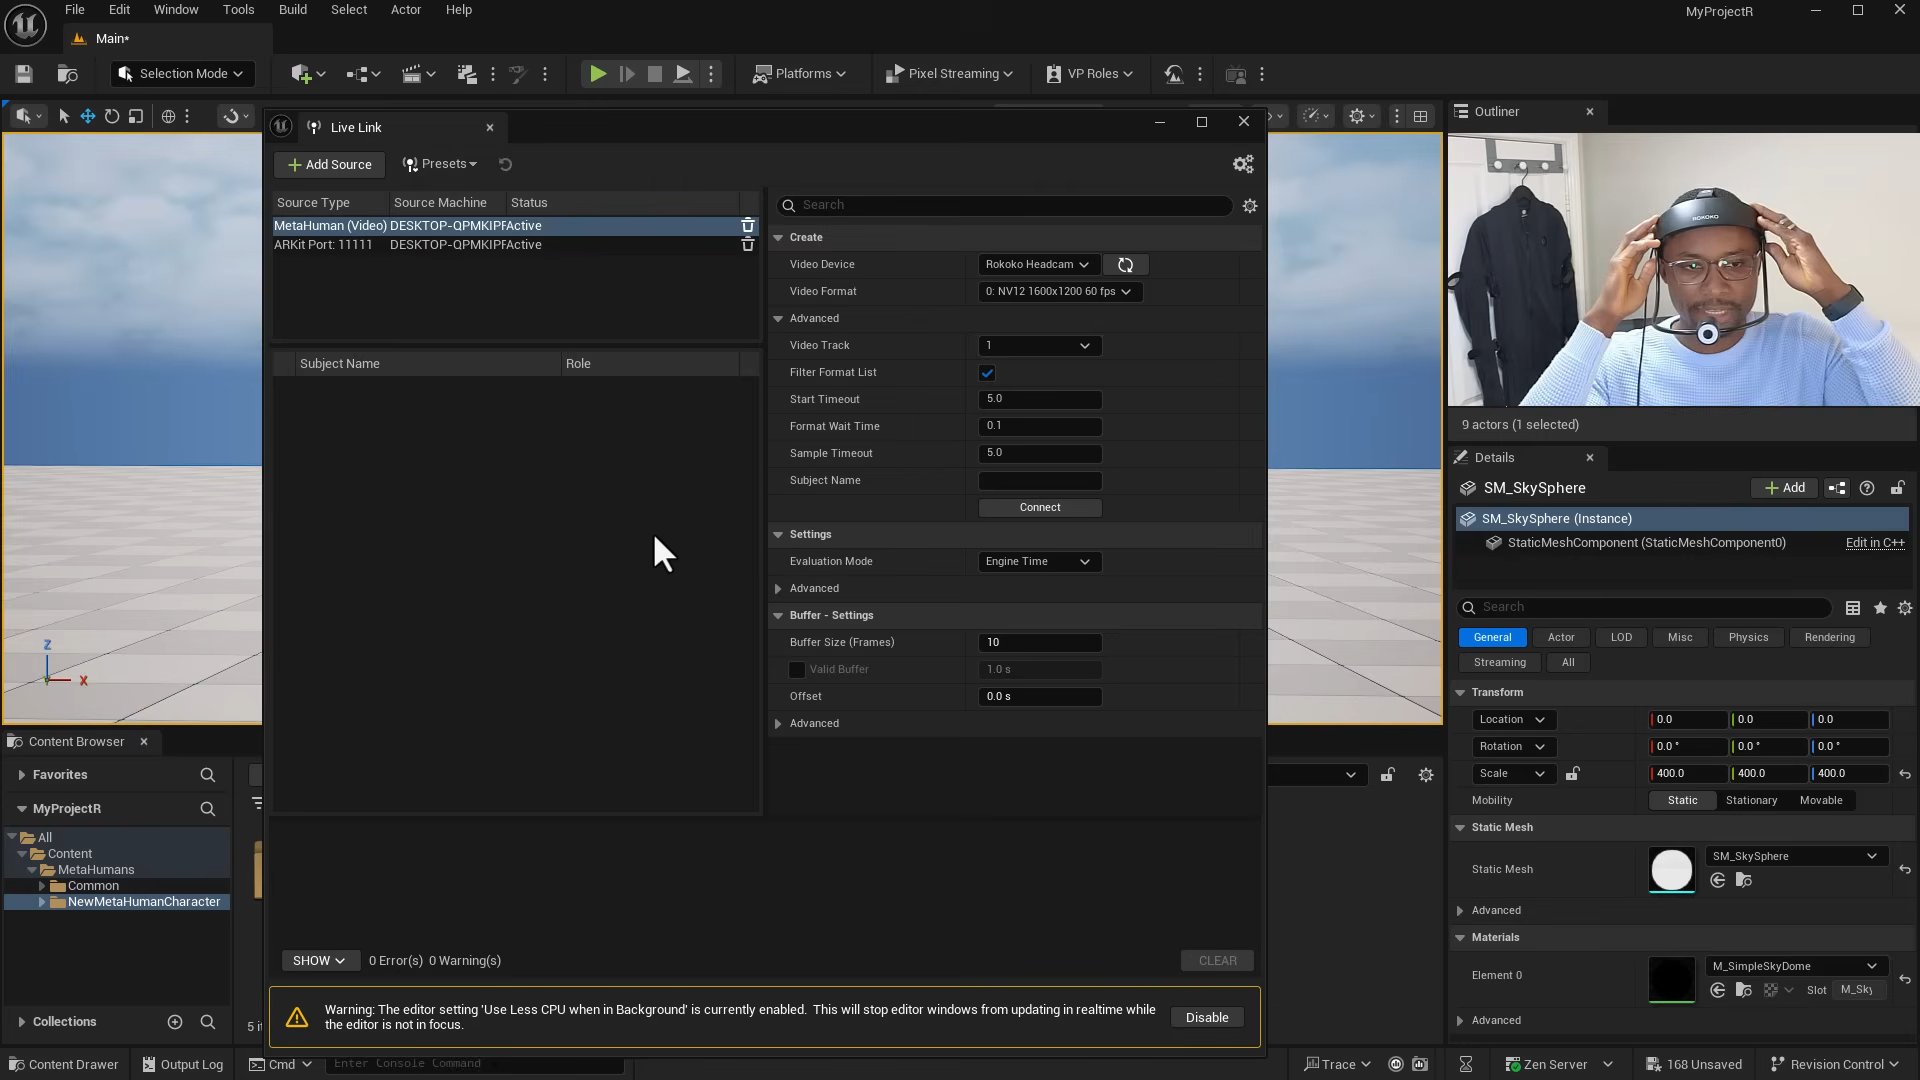 File Edit Window Tools Build Select Actor Help
MyProjectR
Main*
Selection Mode
Platforms
Pixel Streaming
VP Roles
Live Link
Add Source
Presets
Source Type Source Machine Status
MetaHuman (Video) DESKTOP-QPMKIPF Active
ARKit Port: 11111 DESKTOP-QPMKIPF Active
Subject Name Role
Search
Create
Video Device Rokoko Headcam
Video Format 0: NV12 1600x1200 60 fps
Advanced
Video Track 1
Filter Format List
Start Timeout 5.0
Format Wait Time 0.1
Sample Timeout 5.0
Subject Name
Connect
Settings
Evaluation Mode Engine Time
Advanced
Buffer - Settings
Buffer Size (Frames) 10
Valid Buffer 1.0 s
Offset 0.0 s
Advanced
SHOW 0 Error(s) 0 Warning(s) CLEAR
Warning: The editor setting 'Use Less CPU when in Background' is currently enabled. This will stop editor windows from updating in realtime while
the editor is not in focus.
Disable
Z
X
Content Browser
Favorites
MyProjectR
All
Content
MetaHumans
Common
NewMetaHumanCharacter
Collections
Outliner
ROKOKO
9 actors (1 selected)
Details
SM_SkySphere
Add
SM_SkySphere (Instance)
StaticMeshComponent (StaticMeshComponent0) Edit in C++
Search
General Actor LOD Misc Physics Rendering
Streaming All
Transform
Location 0.0 0.0 0.0
Rotation 0.0 ° 0.0 ° 0.0 °
Scale 400.0 400.0 400.0
Mobility Static Stationary Movable
Static Mesh
Static Mesh SM_SkySphere
Advanced
Materials
Element 0 M_SimpleSkyDome
Slot M_Sky
Advanced
Content Drawer Output Log Cmd Enter Console Command Trace Zen Server 168 Unsaved Revision Control